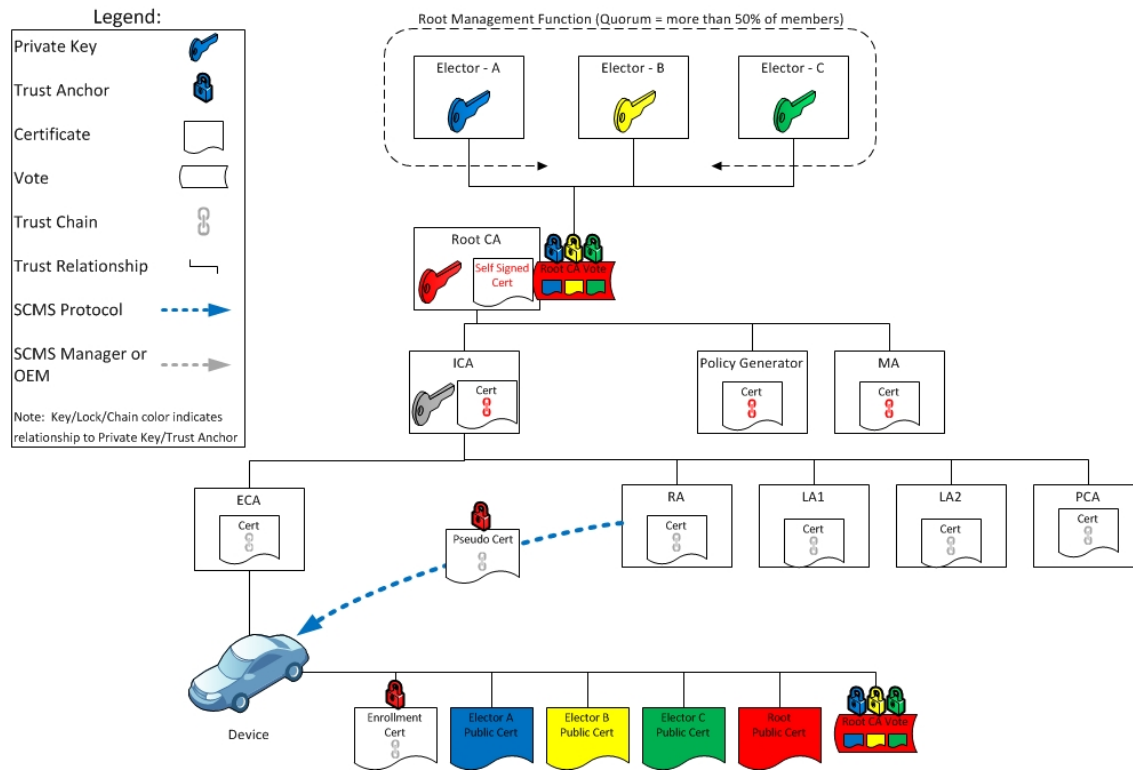 Legend:
Private Key
Trust Anchor
Certificate
Vote
Trust Chain
Trust Relationship
SCMS Protocol
SCMS Manager or
OEM
Note:  Key/Lock/Chain color indicates
relationship to Private Key/Trust Anchor
Root Management Function (Quorum = more than 50% of members)
Elector - A
Elector - B
Elector - C
Root CA
Self Signed
Cert
Root CA Vote
ICA
Cert
Policy Generator
Cert
MA
Cert
ECA
Cert
Pseudo Cert
RA
Cert
LA1
Cert
LA2
Cert
PCA
Cert
Device
Enrollment
Cert
Elector A
Public Cert
Elector B
Public Cert
Elector C
Public Cert
Root
Public Cert
Root CA Vote